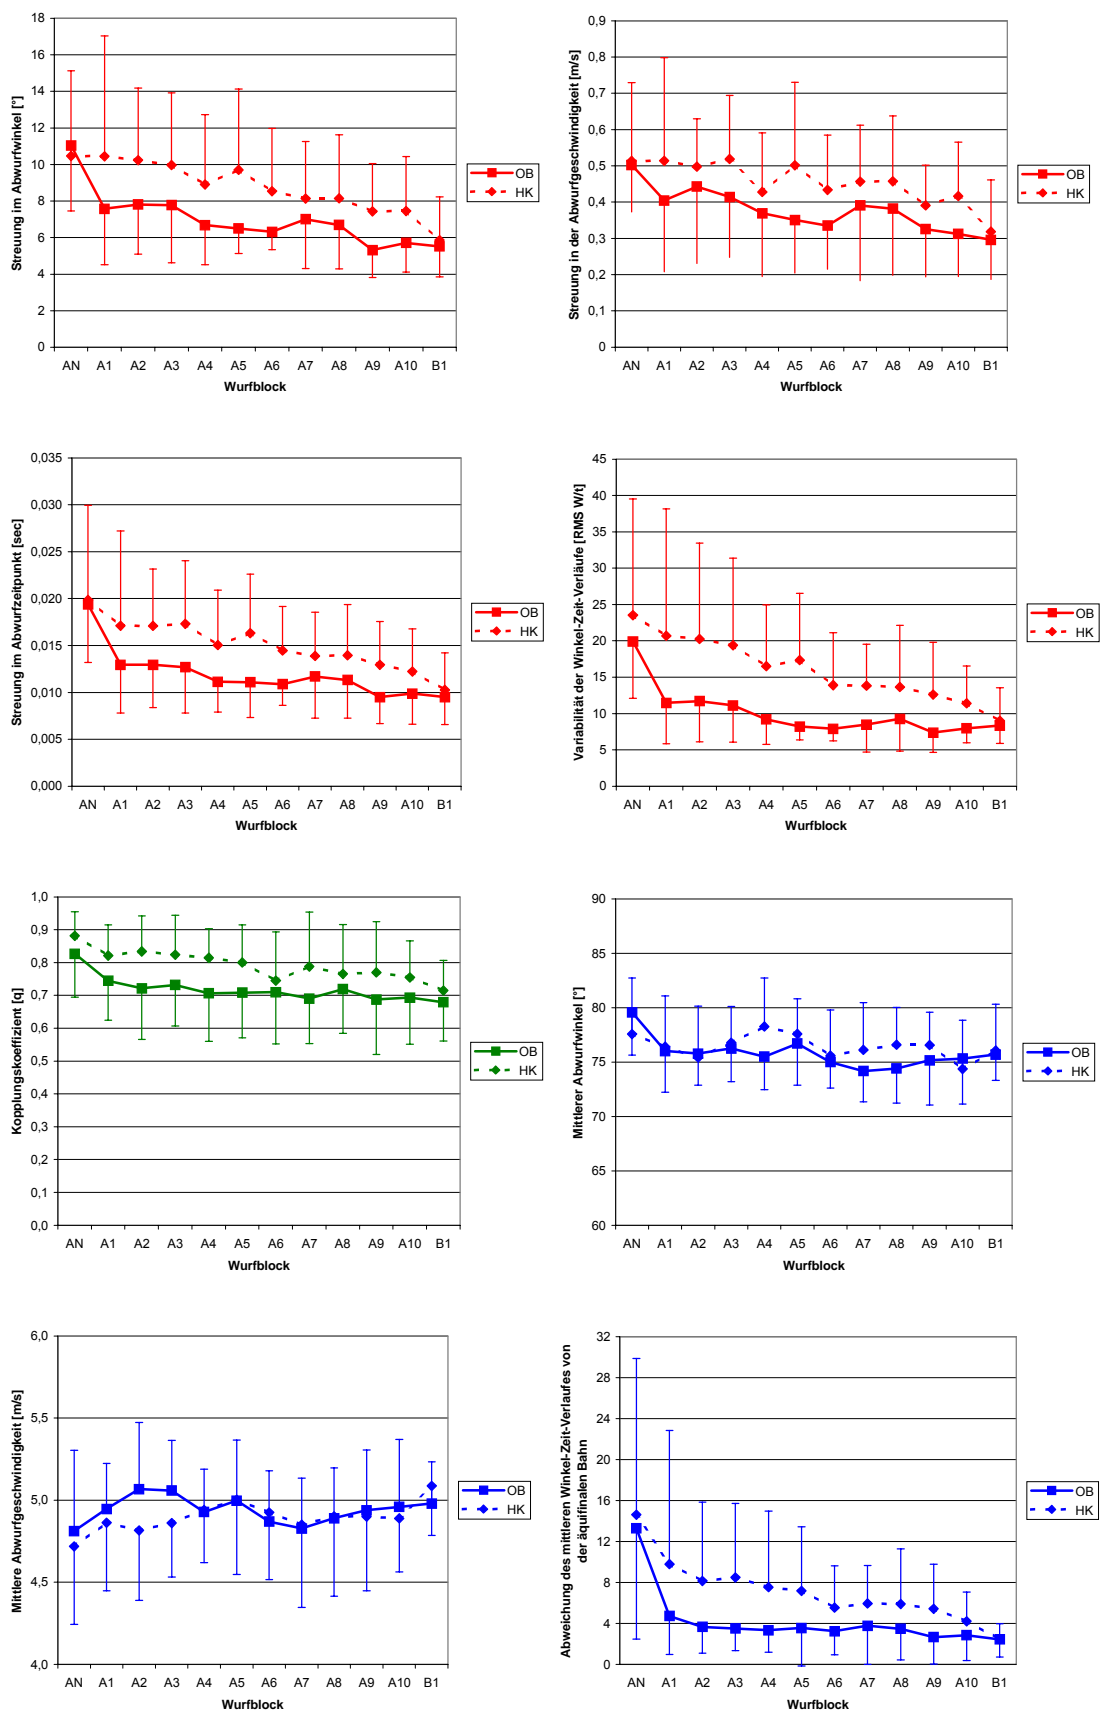 Streuung im Abwurfwinkel [°]
18
16
14
12
10
8
6
4
2
0
AN A1 A2 A3 A4 A5 A6 A7 A8 A9 A10 B1
Wurfblock
OB
HK
Streuung in der Abwurfgeschwindigkeit [m/s]
0,9
0,8
0,7
0,6
0,5
0,4
0,3
0,2
0,1
0
AN A1 A2 A3 A4 A5 A6 A7 A8 A9 A10 B1
Wurfblock
OB
HK
Streuung im Abwurfzeitpunkt [sec]
0,035
0,030
0,025
0,020
0,015
0,010
0,005
0,000
AN A1 A2 A3 A4 A5 A6 A7 A8 A9 A10 B1
Wurfblock
OB
HK
Variabilität der Winkel-Zeit-Verläufe [RMS W/t]
45
40
35
30
25
20
15
10
5
0
AN A1 A2 A3 A4 A5 A6 A7 A8 A9 A10 B1
Wurfblock
OB
HK
Kopplungskoeffizient [q]
1,0
0,9
0,8
0,7
0,6
0,5
0,4
0,3
0,2
0,1
0,0
AN A1 A2 A3 A4 A5 A6 A7 A8 A9 A10 B1
Wurfblock
OB
HK
Mittlerer Abwurfwinkel [°]
90
85
80
75
70
65
60
AN A1 A2 A3 A4 A5 A6 A7 A8 A9 A10 B1
Wurfblock
OB
HK
Mittlere Abwurfgeschwindigkeit [m/s]
6,0
5,5
5,0
4,5
4,0
AN A1 A2 A3 A4 A5 A6 A7 A8 A9 A10 B1
Wurfblock
OB
HK
Abweichung des mittleren Winkel-Zeit-Verlaufes von
der äquifinalen Bahn
32
28
24
20
16
12
8
4
0
AN A1 A2 A3 A4 A5 A6 A7 A8 A9 A10 B1
Wurfblock
OB
HK